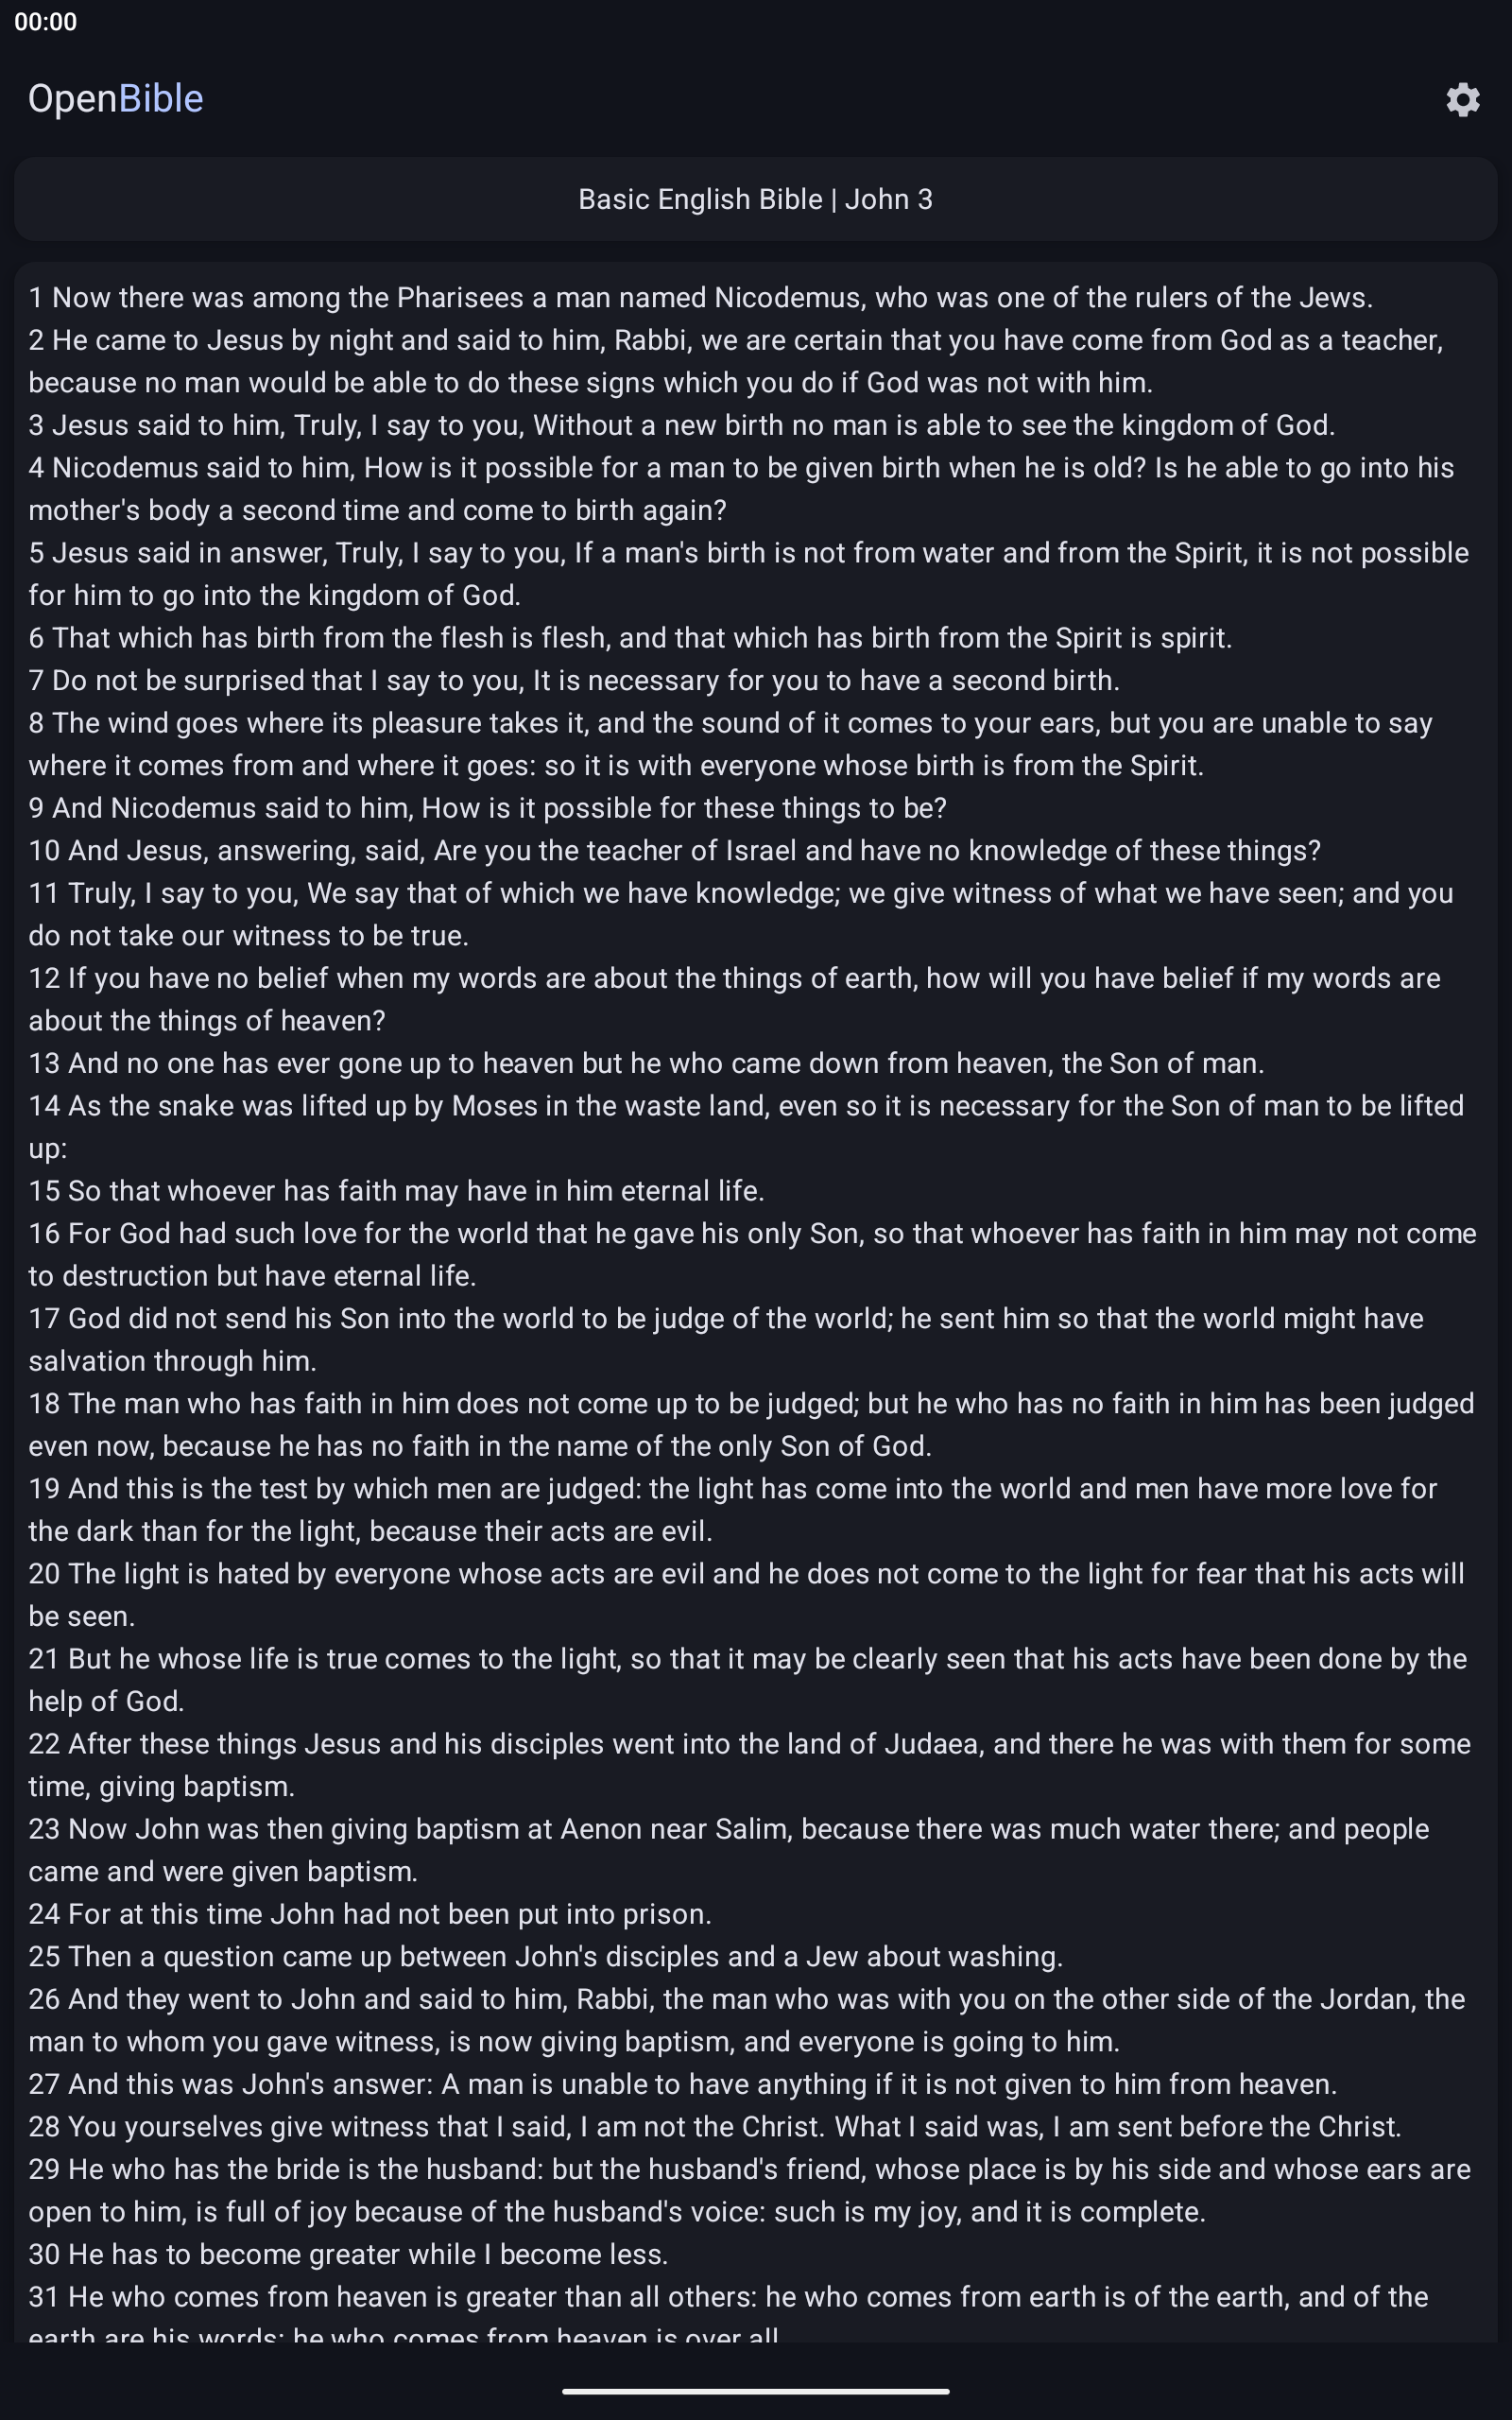 00:00
OpenBible
Basic English Bible | John 3
1 Now there was among the Pharisees a man named Nicodemus, who was one of the rulers of the Jews.
2 He came to Jesus by night and said to him, Rabbi, we are certain that you have come from God as a teacher,
because no man would be able to do these signs which you do if God was not with him.
3 Jesus said to him, Truly, I say to you, Without a new birth no man is able to see the kingdom of God.
4 Nicodemus said to him, How is it possible for a man to be given birth when he is old? Is he able to go into his
mother's body a second time and come to birth again?
5 Jesus said in answer, Truly, I say to you, If a man's birth is not from water and from the Spirit, it is not possible
for him to go into the kingdom of God.
6 That which has birth from the flesh is flesh, and that which has birth from the Spirit is spirit.
7 Do not be surprised that I say to you, It is necessary for you to have a second birth.
8 The wind goes where its pleasure takes it, and the sound of it comes to your ears, but you are unable to say
where it comes from and where it goes: so it is with everyone whose birth is from the Spirit.
9 And Nicodemus said to him, How is it possible for these things to be?
10 And Jesus, answering, said, Are you the teacher of Israel and have no knowledge of these things?
11 Truly, I say to you, We say that of which we have knowledge; we give witness of what we have seen; and you
do not take our witness to be true.
12 If you have no belief when my words are about the things of earth, how will you have belief if my words are
about the things of heaven?
13 And no one has ever gone up to heaven but he who came down from heaven, the Son of man.
14 As the snake was lifted up by Moses in the waste land, even so it is necessary for the Son of man to be lifted
up:
15 So that whoever has faith may have in him eternal life.
16 For God had such love for the world that he gave his only Son, so that whoever has faith in him may not come
to destruction but have eternal life.
17 God did not send his Son into the world to be judge of the world; he sent him so that the world might have
salvation through him.
18 The man who has faith in him does not come up to be judged; but he who has no faith in him has been judged
even now, because he has no faith in the name of the only Son of God.
19 And this is the test by which men are judged: the light has come into the world and men have more love for
the dark than for the light, because their acts are evil.
20 The light is hated by everyone whose acts are evil and he does not come to the light for fear that his acts will
be seen.
21 But he whose life is true comes to the light, so that it may be clearly seen that his acts have been done by the
help of God.
22 After these things Jesus and his disciples went into the land of Judaea, and there he was with them for some
time, giving baptism.
23 Now John was then giving baptism at Aenon near Salim, because there was much water there; and people
came and were given baptism.
24 For at this time John had not been put into prison.
25 Then a question came up between John's disciples and a Jew about washing.
26 And they went to John and said to him, Rabbi, the man who was with you on the other side of the Jordan, the
man to whom you gave witness, is now giving baptism, and everyone is going to him.
27 And this was John's answer: A man is unable to have anything if it is not given to him from heaven.
28 You yourselves give witness that I said, I am not the Christ. What I said was, I am sent before the Christ.
29 He who has the bride is the husband: but the husband's friend, whose place is by his side and whose ears are
open to him, is full of joy because of the husband's voice: such is my joy, and it is complete.
30 He has to become greater while I become less.
31 He who comes from heaven is greater than all others: he who comes from earth is of the earth, and of the
earth are his words: he who comes from heaven is over all